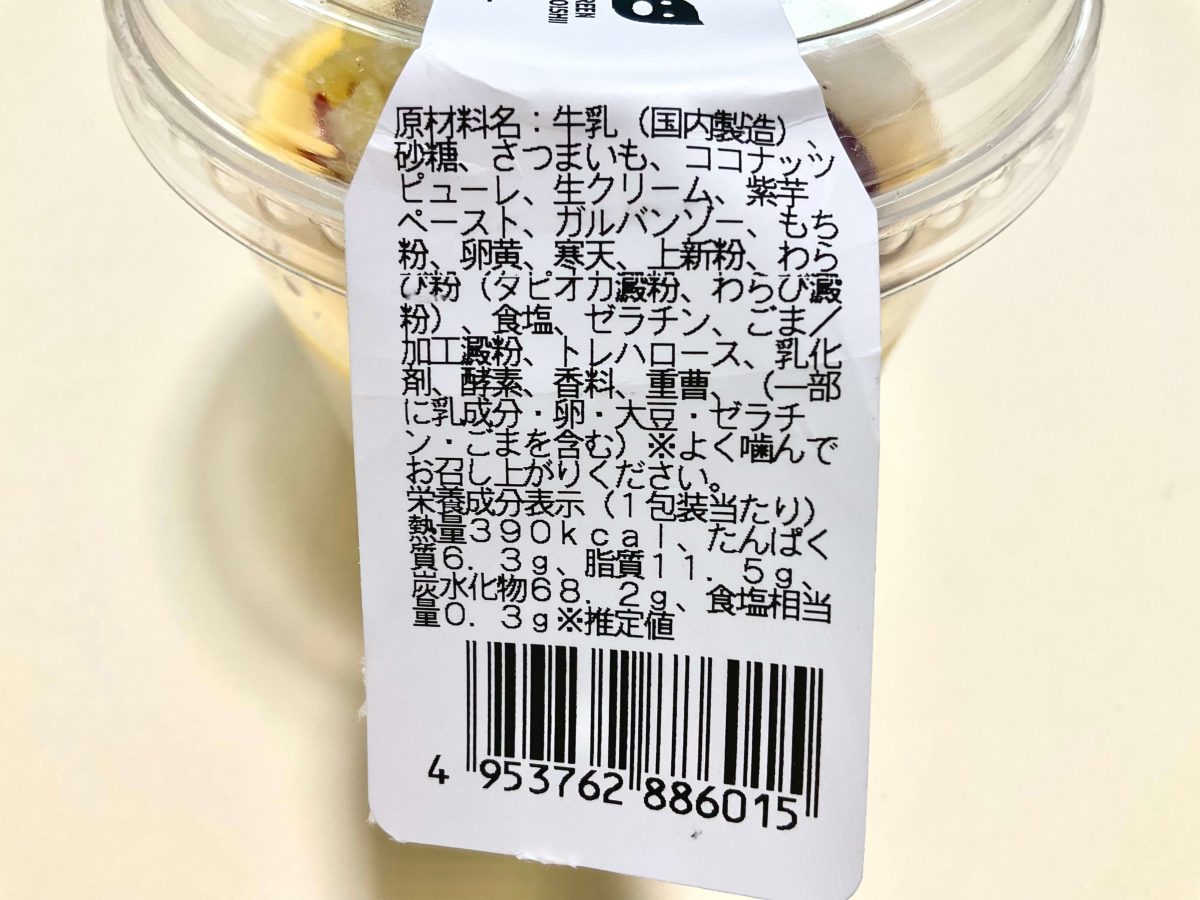 REEN
OISHII
原材料名：牛乳（国内製造）、
砂糖、さつまいも、ココナッツ
ピューレ、生クリーム、紫芋
ペースト、ガルバンゾー、もち
粉、卵黄、寒天、上新粉、わら
び粉（タピオカ澱粉、わらび澱
粉）、食塩、ゼラチン、ごま／
加工澱粉、トレハロース、乳化
剤、酵素、香料、重曹、（一部
に乳成分・卵・大豆・ゼラチ
ン・ごまを含む）※よく噛んで
お召し上がりください。
栄養成分表示（１包装当たり）
熱量３９０ｋｃａｌ、たんぱく
質６．３ｇ、脂質１１．５ｇ、
炭水化物６８．２ｇ、食塩相当
量０．３ｇ※推定値
4 953762 886015